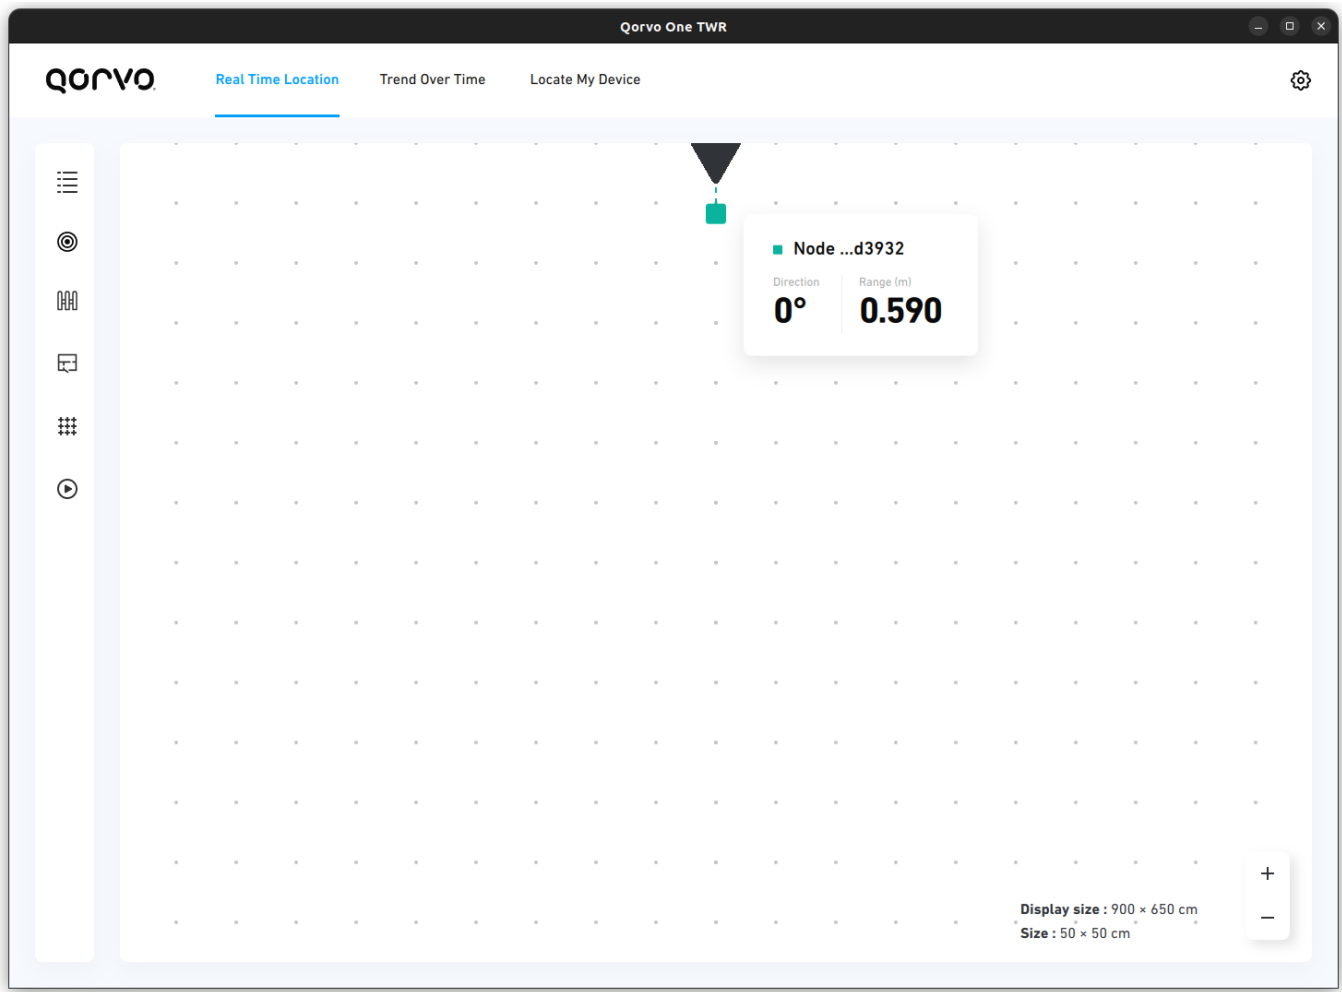 Qorvo One TWR
QORVO
Real Time Location
Trend Over Time
Locate My Device
Node ...d3932
Direction
Range (m)
0°
0.590
Display size : 900 × 650 cm
Size : 50 × 50 cm